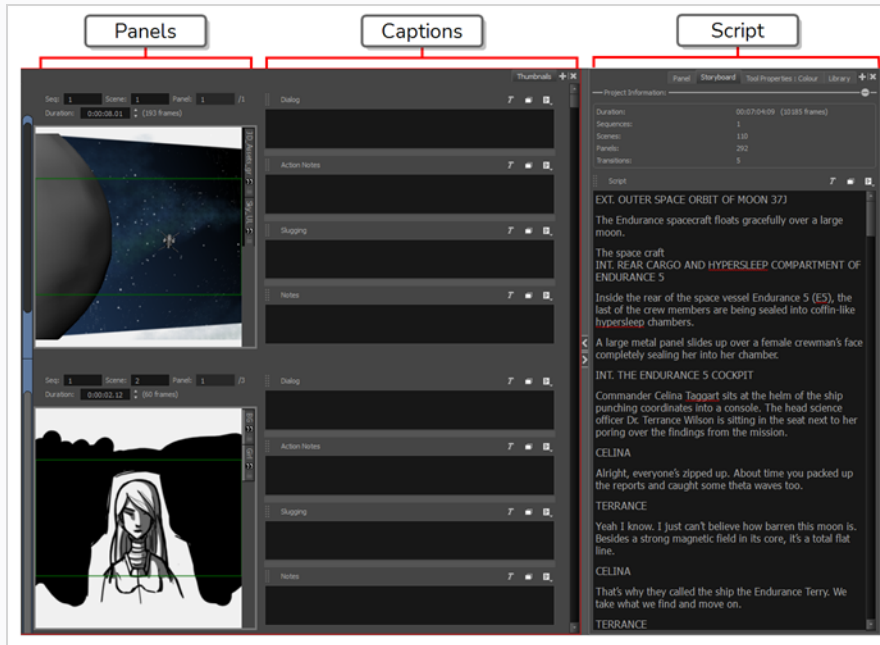 Panels
Captions
Script
Thumbnails
Seq: 1 Scene: 1 Panel: 1 /1
Duration: 0:00:08.01 (193 frames)
Dialog
Action Notes
Slugging
Notes
Seq: 1 Scene: 2 Panel: 1
Duration: 0:00:02.12 (60 frames)
Dialog
Action Notes
Slugging
Notes
Panel Storyboard Tool Properties : Colour Library
Project Information:
Duration: 00:07:04:09 (10185 frames)
Sequences: 1
Scenes: 110
Panels: 292
Transitions: 5
Script
EXT. OUTER SPACE ORBIT OF MOON 37J
The Endurance spacecraft floats gracefully over a large
moon.
The space craft
INT. REAR CARGO AND HYPERSLEEP COMPARTMENT OF
ENDURANCE 5
Inside the rear of the space vessel Endurance 5 (E5), the
last of the crew members are being sealed into coffin-like
hypersleep chambers.
A large metal panel slides up over a female crewman's face
completely sealing her into her chamber.
INT. THE ENDURANCE 5 COCKPIT
Commander Celina Taggart sits at the helm of the ship
punching coordinates into a console. The head science
officer Dr. Terrance Wilson is sitting in the seat next to her
poring over the findings from the mission.
CELINA
Alright, everyone's zipped up. About time you packed up
the reports and caught some theta waves too.
TERRANCE
Yeah I know. I just can't believe how barren this moon is.
Besides a strong magnetic field in its core, it's a total flat
line.
CELINA
That's why they called the ship the Endurance Terry. We
take what we find and move on.
TERRANCE